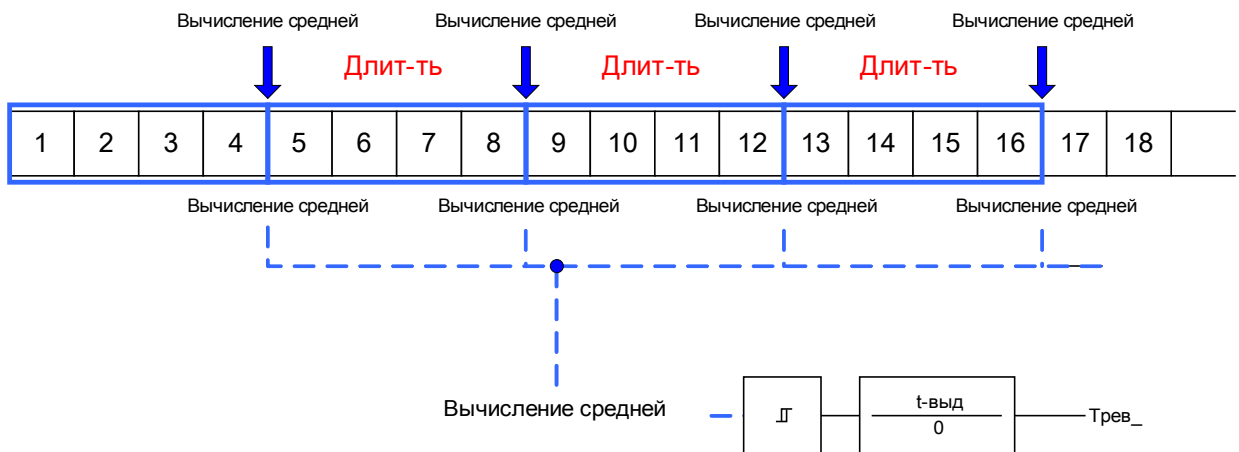 Вычисление средней Вычисление средней Вычисление средней Вычисление средней
Длит-ть Длит-ть Длит-ть
1 2 3 4 5 6 7 8 9 10 11 12 13 14 15 16 17 18
Вычисление средней Вычисление средней Вычисление средней Вычисление средней
Вычисление средней
t-выд
0
Трев_